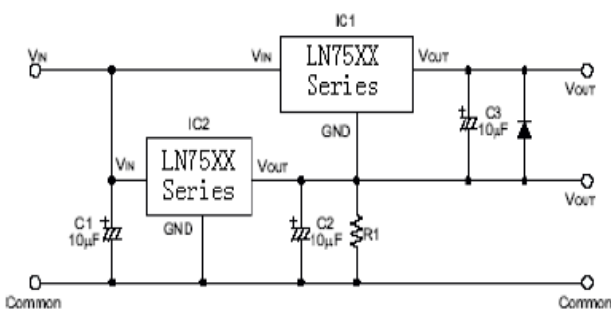 IC1
VIN
VIN
LN75XX
Series
VOUT
VOUT
GND
C3
10μF
IC2
VIN
LN75XX
Series
VOUT
VOUT
GND
C1
10μF
C2
10μF
R1
Common
Common